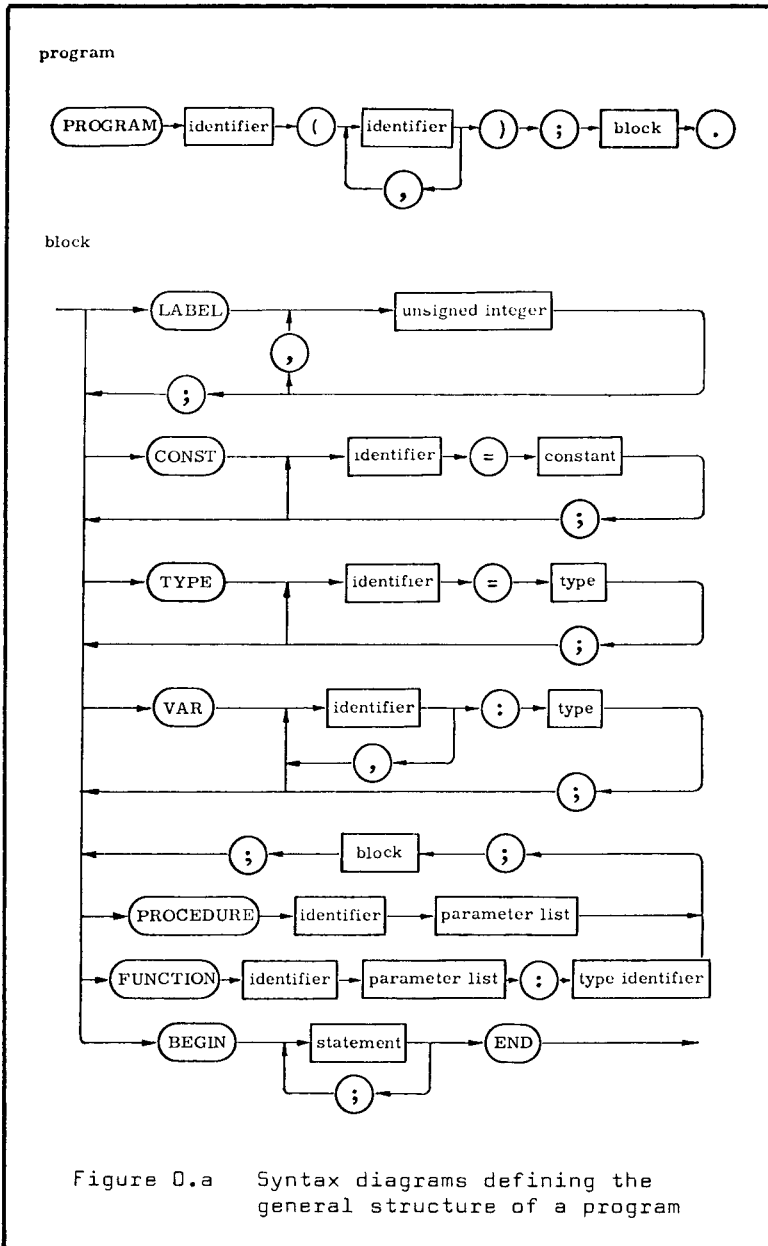 program
PROGRAM identifier ( identifier ) ; block .
,
block
LABEL unsigned integer
,
;
CONST identifier = constant
;
TYPE identifier = type
;
VAR identifier : type
,
;
; block ;
PROCEDURE identifier parameter list
FUNCTION identifier parameter list : type identifier
BEGIN statement END
;
Figure 0.a Syntax diagrams defining the
general structure of a program